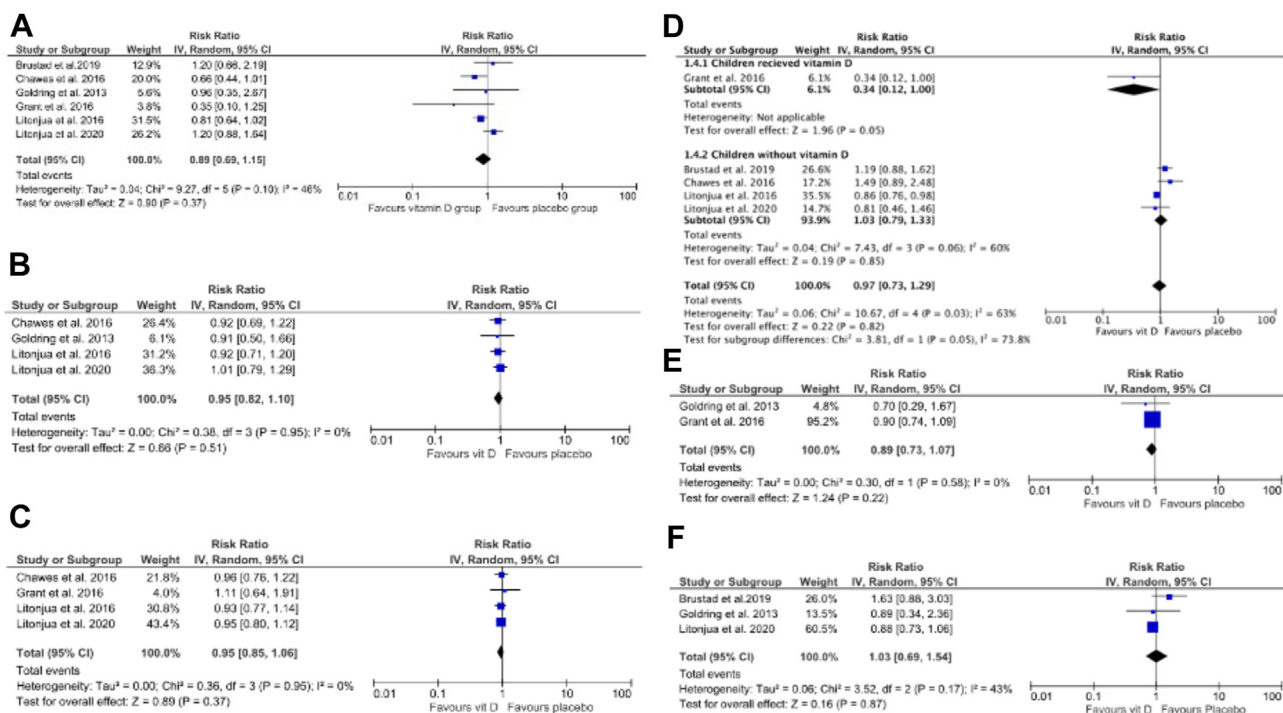 A
Risk Ratio Risk Ratio
Study or Subgroup Weight IV, Random, 95% CI IV, Random, 95% CI
Brustad et al.2019 12.9% 1.20 [0.66, 2.19]
Chawes et al. 2016 20.0% 0.66 [0.44, 1.01]
Goldring et al. 2013 5.6% 0.96 [0.35, 2.67]
Grant et al. 2016 3.8% 0.35 [0.10, 1.25]
Litonjua et al. 2016 31.5% 0.81 [0.64, 1.02]
Litonjua et al. 2020 26.2% 1.20 [0.88, 1.64]
Total (95% CI) 100.0% 0.89 [0.69, 1.15]
Total events
Heterogeneity: Tau² = 0.04; Chi² = 9.27, df = 5 (P = 0.10); I² = 46%
Test for overall effect: Z = 0.90 (P = 0.37)
0.01 0.1 1 10 100
Favours vitamin D group Favours placebo group
B
Risk Ratio Risk Ratio
Study or Subgroup Weight IV, Random, 95% CI IV, Random, 95% CI
Chawes et al. 2016 26.4% 0.92 [0.69, 1.22]
Goldring et al. 2013 6.1% 0.91 [0.50, 1.66]
Litonjua et al. 2016 31.2% 0.92 [0.71, 1.20]
Litonjua et al. 2020 36.3% 1.01 [0.79, 1.29]
Total (95% CI) 100.0% 0.95 [0.82, 1.10]
Total events
Heterogeneity: Tau² = 0.00; Chi² = 0.38, df = 3 (P = 0.95); I² = 0%
Test for overall effect: Z = 0.66 (P = 0.51)
0.01 0.1 1 10 100
Favours vit D Favours placebo
C
Risk Ratio Risk Ratio
Study or Subgroup Weight IV, Random, 95% CI IV, Random, 95% CI
Chawes et al. 2016 21.8% 0.96 [0.76, 1.22]
Grant et al. 2016 4.0% 1.11 [0.64, 1.91]
Litonjua et al. 2016 30.8% 0.93 [0.77, 1.14]
Litonjua et al. 2020 43.4% 0.95 [0.80, 1.12]
Total (95% CI) 100.0% 0.95 [0.85, 1.06]
Total events
Heterogeneity: Tau² = 0.00; Chi² = 0.36, df = 3 (P = 0.95); I² = 0%
Test for overall effect: Z = 0.89 (P = 0.37)
0.01 0.1 1 10 100
Favours vit D Favours placebo
D
Risk Ratio Risk Ratio
Study or Subgroup Weight IV, Random, 95% CI IV, Random, 95% CI
1.4.1 Children recieved vitamin D
Grant et al. 2016 6.1% 0.34 [0.12, 1.00]
Subtotal (95% CI) 6.1% 0.34 [0.12, 1.00]
Total events
Heterogeneity: Not applicable
Test for overall effect: Z = 1.96 (P = 0.05)
1.4.2 Children without vitamin D
Brustad et al. 2019 26.6% 1.19 [0.88, 1.62]
Chawes et al. 2016 17.2% 1.49 [0.89, 2.48]
Litonjua et al. 2016 35.5% 0.86 [0.76, 0.98]
Litonjua et al. 2020 14.7% 0.81 [0.46, 1.46]
Subtotal (95% CI) 93.9% 1.03 [0.79, 1.33]
Total events
Heterogeneity: Tau² = 0.04; Chi² = 7.43, df = 3 (P = 0.06); I² = 60%
Test for overall effect: Z = 0.19 (P = 0.85)
Total (95% CI) 100.0% 0.97 [0.73, 1.29]
Total events
Heterogeneity: Tau² = 0.06; Chi² = 10.67, df = 4 (P = 0.03); I² = 63%
Test for overall effect: Z = 0.22 (P = 0.82)
Test for subgroup differences: Chi² = 3.81, df = 1 (P = 0.05), I² = 73.8%
0.01 0.1 1 10 100
Favours vit D Favours placebo
E
Risk Ratio Risk Ratio
Study or Subgroup Weight IV, Random, 95% CI IV, Random, 95% CI
Goldring et al. 2013 4.8% 0.70 [0.29, 1.67]
Grant et al. 2016 95.2% 0.90 [0.74, 1.09]
Total (95% CI) 100.0% 0.89 [0.73, 1.07]
Total events
Heterogeneity: Tau² = 0.00; Chi² = 0.30, df = 1 (P = 0.58); I² = 0%
Test for overall effect: Z = 1.24 (P = 0.22)
0.01 0.1 1 10 100
Favours vit D Favours placebo
F
Risk Ratio Risk Ratio
Study or Subgroup Weight IV, Random, 95% CI IV, Random, 95% CI
Brustad et al.2019 26.0% 1.63 [0.88, 3.03]
Goldring et al. 2013 13.5% 0.89 [0.34, 2.36]
Litonjua et al. 2020 60.5% 0.88 [0.73, 1.06]
Total (95% CI) 100.0% 1.03 [0.69, 1.54]
Total events
Heterogeneity: Tau² = 0.06; Chi² = 3.52, df = 2 (P = 0.17); I² = 43%
Test for overall effect: Z = 0.16 (P = 0.87)
0.01 0.1 1 10 100
Favours vit D Favours Placebo